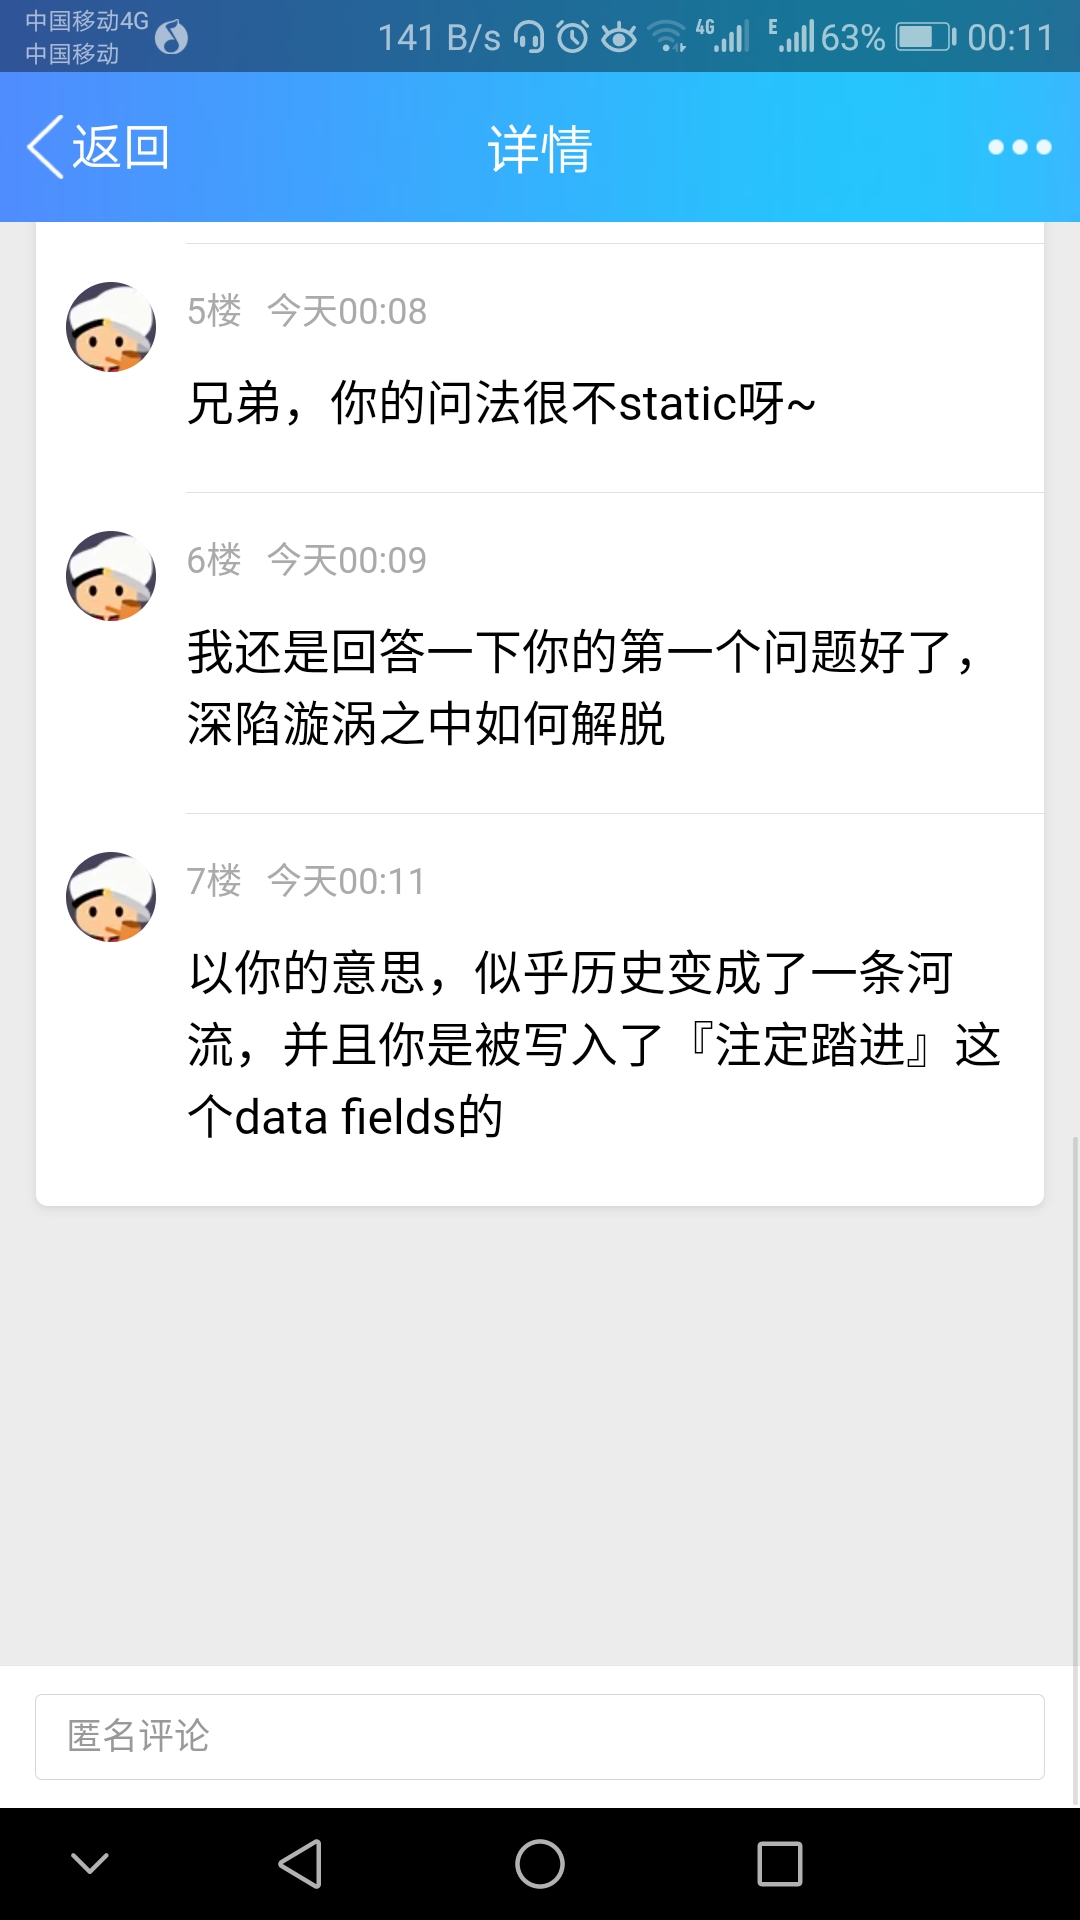 中国移动4G
中国移动
141 B/s 4G E 63% 00:11
返回 详情
5楼 今天00:08
兄弟，你的问法很不static呀~
6楼 今天00:09
我还是回答一下你的第一个问题好了，
深陷漩涡之中如何解脱
7楼 今天00:11
以你的意思，似乎历史变成了一条河
流，并且你是被写入了『注定踏进』这
个data fields的
匿名评论